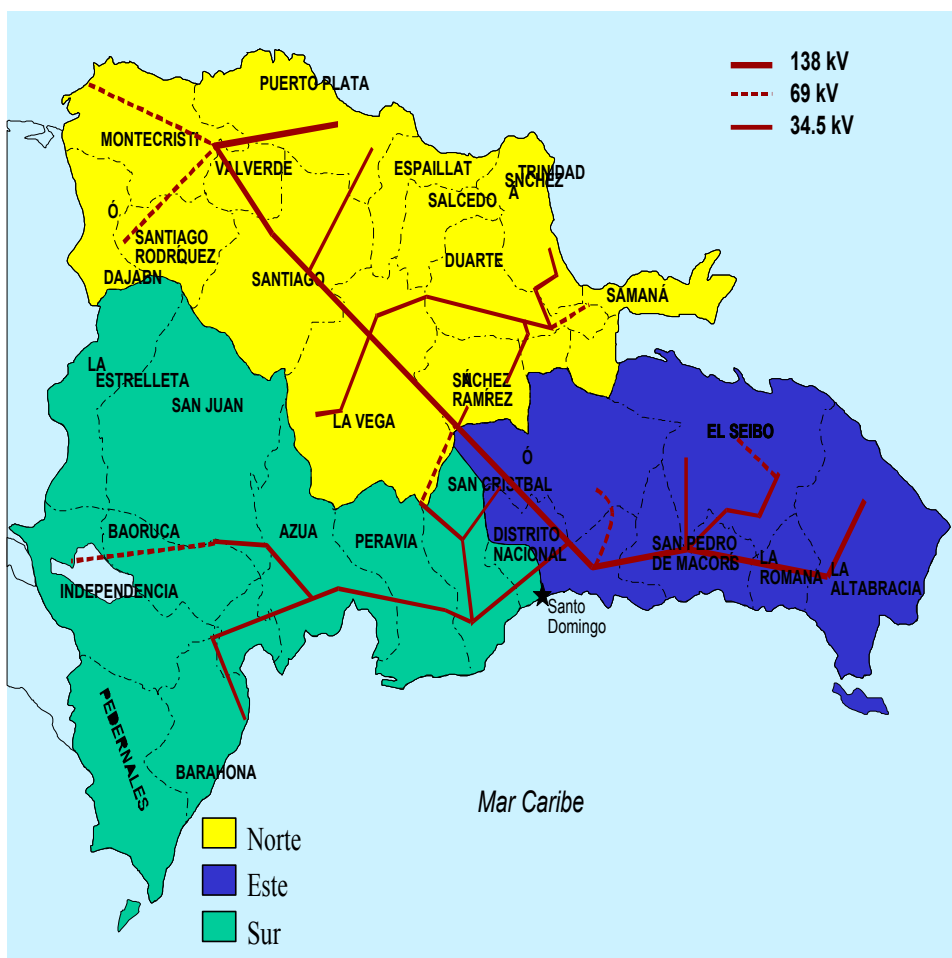 138 kV
69 kV
34.5 kV
PUERTO PLATA
MONTECRISTI
VALVERDE
ESPAILLAT
TRINIDAD
SNCHEZ
Á
SALCEDO
Ó
SANTIAGO
RODRQUEZ
Í
DAJABN
SANTIAGO
DUARTE
SAMANÁ
LA
ESTRELLETA
SAN JUAN
LA VEGA
SÁCHEZ
RAMREZ
EL SEIBO
Ó
SAN CRISTBAL
BAORUCA
AZUA
PERAVIA
DISTRITO
NACIONAL
SAN PEDRO
DE MACORS
LA
ROMANA
LA
ALTABRACIA
INDEPENDENCIA
Santo
Domingo
PEDERNALES
BARAHONA
Mar Caribe
Norte
Este
Sur